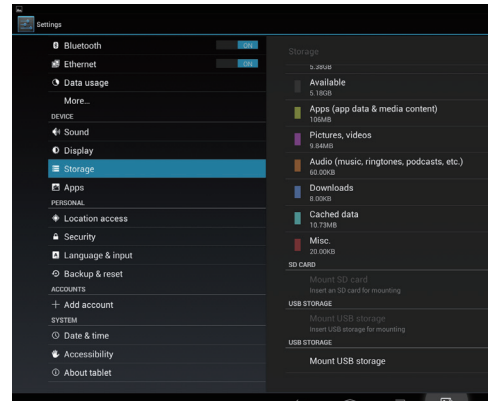 Settings
Bluetooth
ON
Ethernet
ON
Data usage
More...
DEVICE
Sound
Display
Storage
Apps
PERSONAL
Location access
Security
Language & input
Backup & reset
ACCOUNTS
Add account
SYSTEM
Date & time
Accessibility
About tablet
Storage
5.38GB
Available
5.18GB
Apps (app data & media content)
106MB
Pictures, videos
9.84MB
Audio (music, ringtones, podcasts, etc.)
60.00KB
Downloads
8.00KB
Cached data
10.73MB
Misc.
20.00KB
SD CARD
Mount SD card
Insert an SD card for mounting
USB STORAGE
Mount USB storage
Insert USB storage for mounting
USB STORAGE
Mount USB storage